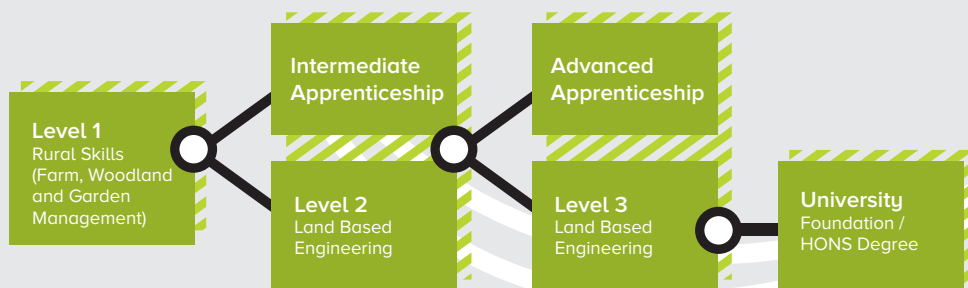 Level 1
Rural Skills
(Farm, Woodland
and Garden
Management)
Intermediate
Apprenticeship
Level 2
Land Based
Engineering
Advanced
Apprenticeship
Level 3
Land Based
Engineering
University
Foundation /
HONS Degree